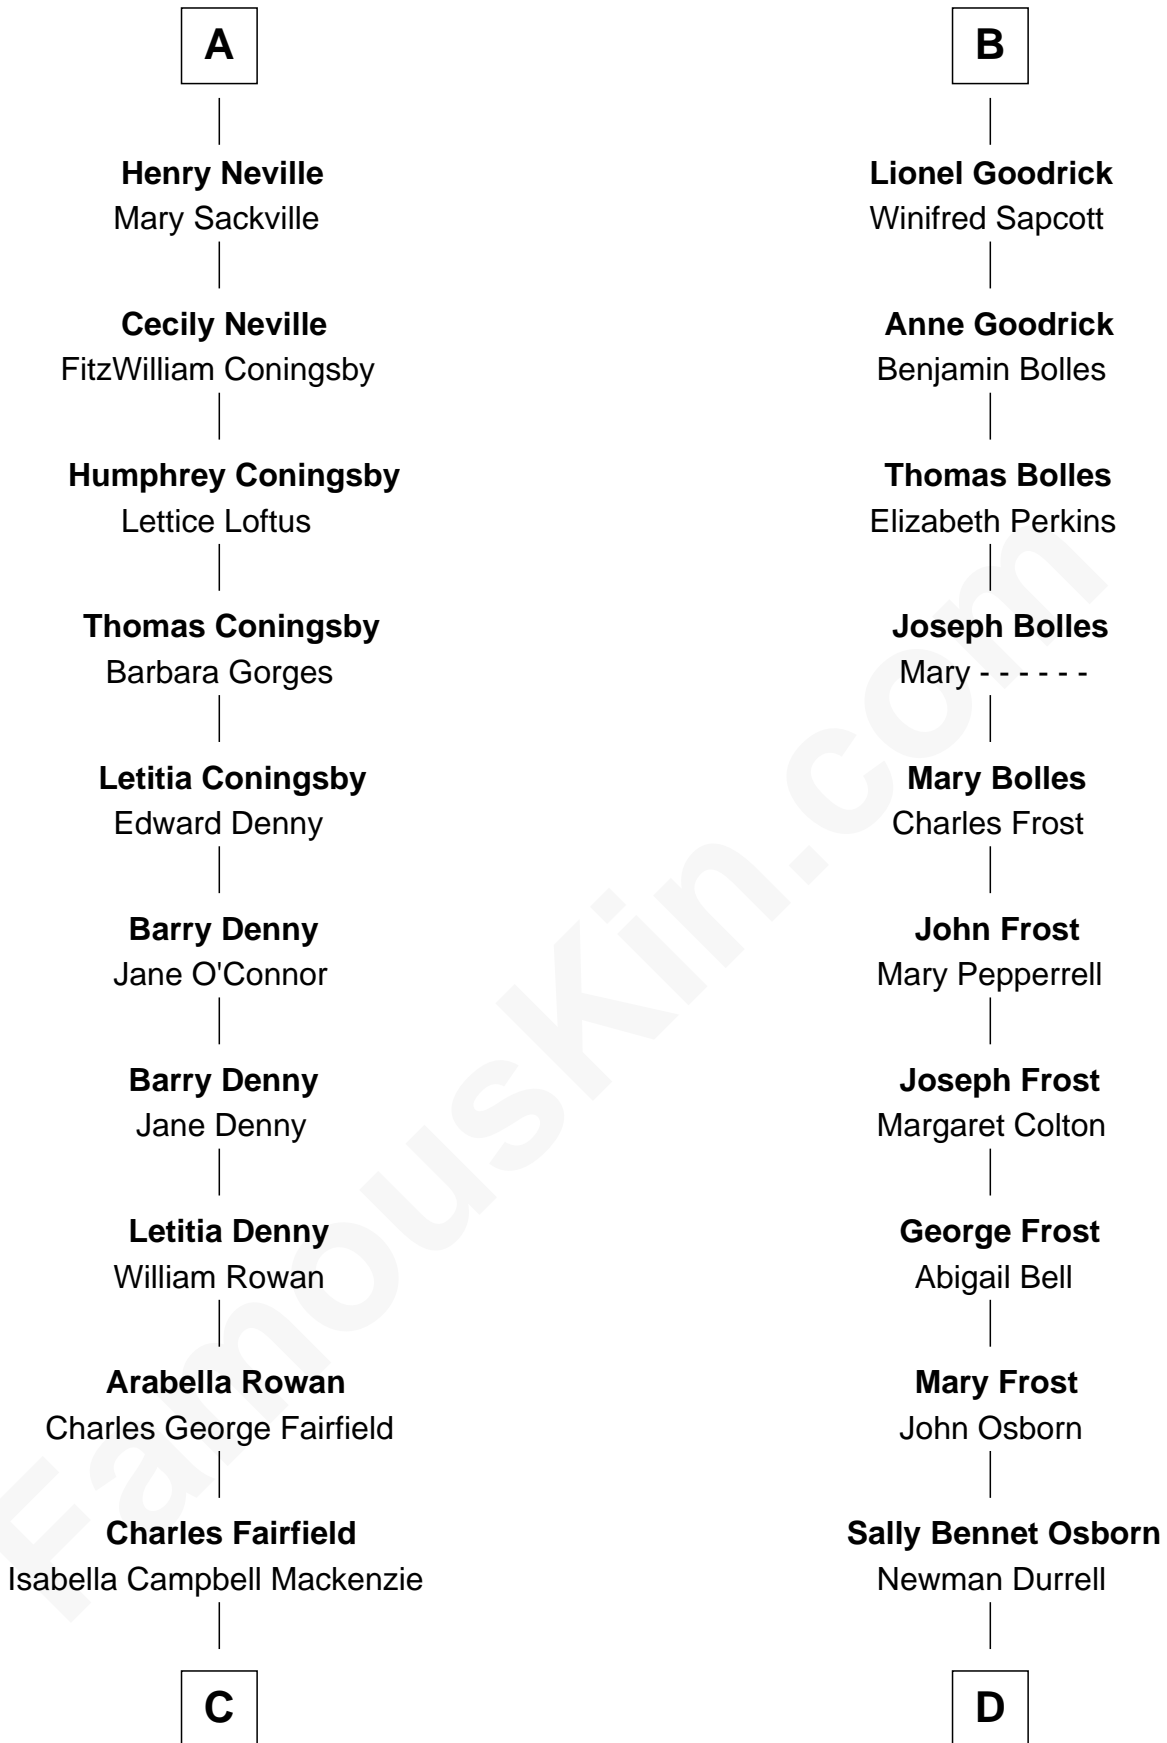 A
Henry Neville
Mary Sackville
Cecily Neville
FitzWilliam Coningsby
Humphrey Coningsby
Lettice Loftus
Thomas Coningsby
Barbara Gorges
Letitia Coningsby
Edward Denny
Barry Denny
Jane O'Connor
Barry Denny
Jane Denny
Letitia Denny
William Rowan
Arabella Rowan
Charles George Fairfield
Charles Fairfield
Isabella Campbell Mackenzie
C
B
Lionel Goodrick
Winifred Sapcott
Anne Goodrick
Benjamin Bolles
Thomas Bolles
Elizabeth Perkins
Joseph Bolles
Mary - - - - - -
Mary Bolles
Charles Frost
John Frost
Mary Pepperrell
Joseph Frost
Margaret Colton
George Frost
Abigail Bell
Mary Frost
John Osborn
Sally Bennet Osborn
Newman Durrell
D
FamousKin.com